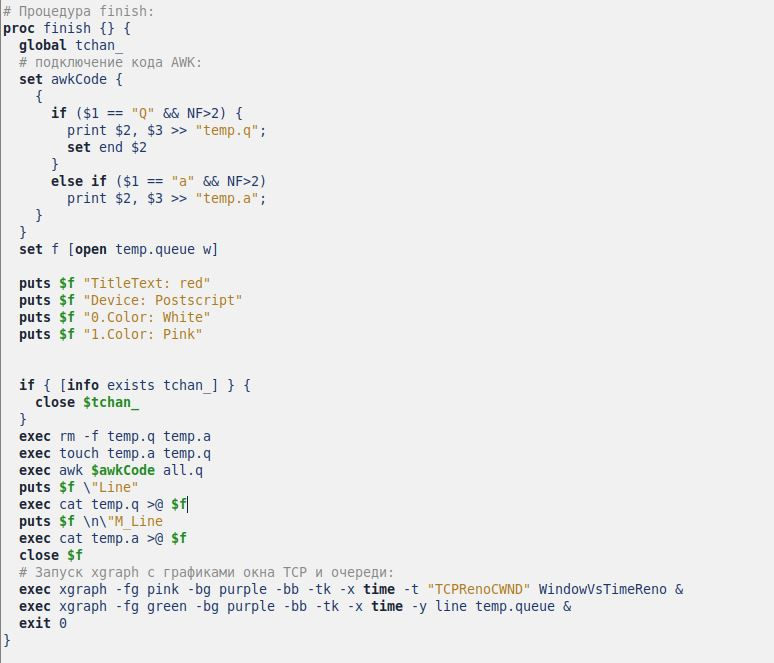 # Процедура finish:
proc finish {} {
  global tchan_
  # подключение кода AWK:
  set awkCode {
    {
      if ($1 == "Q" && NF>2) {
        print $2, $3 >> "temp.q";
        set end $2
      }
      else if ($1 == "a" && NF>2)
        print $2, $3 >> "temp.a";
    }
  }
  set f [open temp.queue w]

  puts $f "TitleText: red"
  puts $f "Device: Postscript"
  puts $f "0.Color: White"
  puts $f "1.Color: Pink"


  if { [info exists tchan_] } {
    close $tchan_
  }
  exec rm -f temp.q temp.a
  exec touch temp.a temp.q
  exec awk $awkCode all.q
  puts $f \"Line"
  exec cat temp.q >@ $f
  puts $f \n\"M_Line
  exec cat temp.a >@ $f
  close $f
  # Запуск xgraph с графиками окна TCP и очереди:
  exec xgraph -fg pink -bg purple -bb -tk -x time -t "TCPRenoCWND" WindowVsTimeReno &
  exec xgraph -fg green -bg purple -bb -tk -x time -y line temp.queue &
  exit 0
}